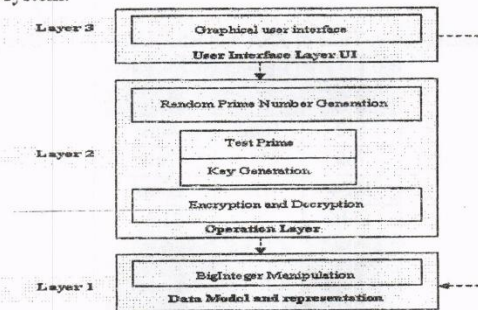 system.
Layer 3
Graphical user interface
User Interface Layer UI
Random Prime Number Generation
Test Prime
Layer 2
Key Generation
Encryption and Decryption
Operation Layer
BigInteger Manipulation
Layer 1
Data Model and representation